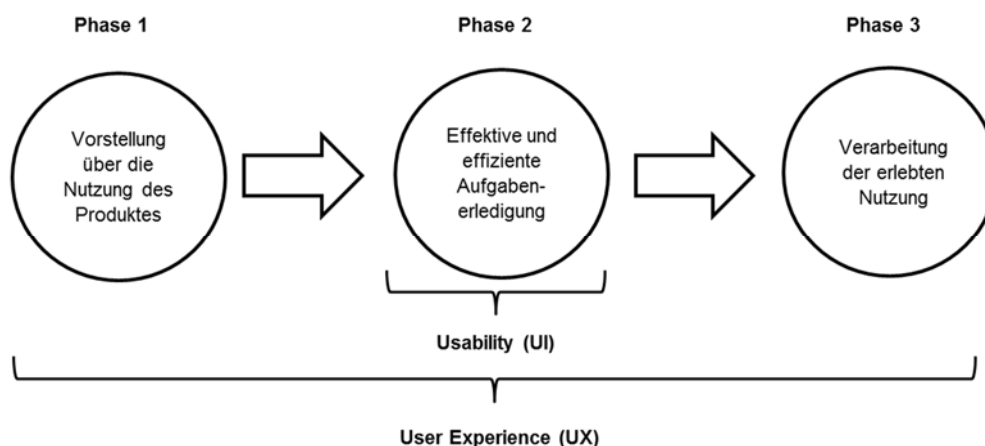 Phase 1
Phase 2
Phase 3
Vorstellung
über die
Nutzung des
Produktes
Effektive und
effiziente
Aufgaben-
erledigung
Verarbeitung
der erlebten
Nutzung
Usability (UI)
User Experience (UX)